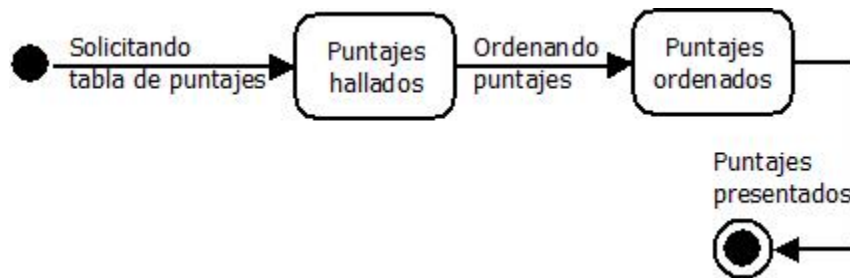 Solicitando
tabla de puntajes
Puntajes
hallados
Ordenando
puntajes
Puntajes
ordenados
Puntajes
presentados